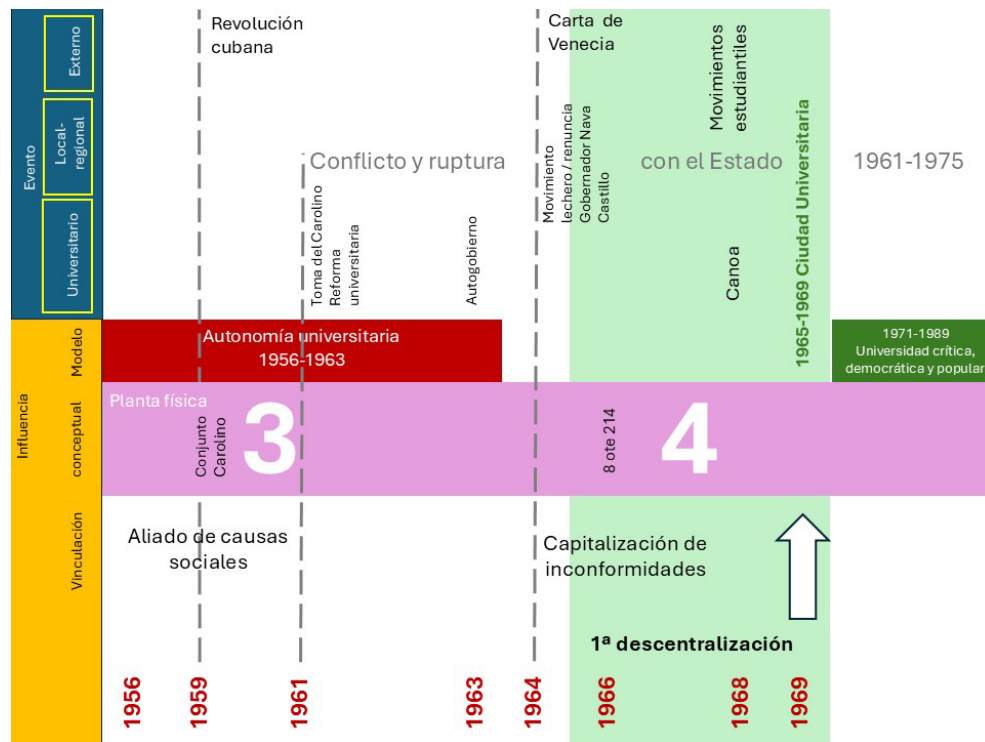 Evento
Externo
Local-
regional
Universitario
Revolución
cubana
Carta de
Venecia
Movimientos
estudiantiles
Conflicto y ruptura
con el Estado
1961-1975
Movimiento
lechero / renuncia
Gobernador Nava
Castillo
1965-1969 Ciudad Universitaria
Toma del Carolino
Reforma
universitaria
Autogobierno
Canoa
Influencia
Modelo
Autonomía universitaria
1956-1963
1971-1989
Universidad crítica,
democrática y popular
conceptual
Planta física
Conjunto
Carolino
3
8 ote 214
4
Vinculación
Aliado de causas
sociales
Capitalización de
inconformidades
1ª descentralización
1956
1959
1961
1963
1964
1966
1968
1969